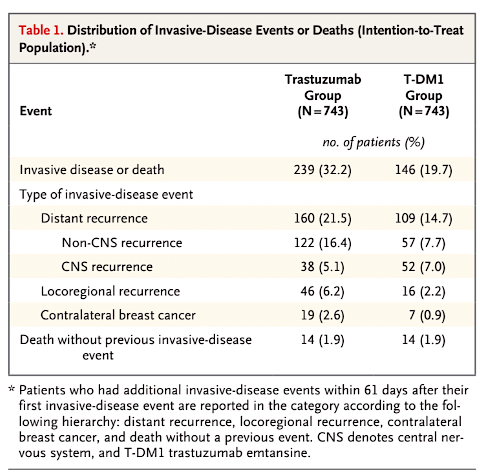 Table 1. Distribution of Invasive-Disease Events or Deaths (Intention-to-Treat
Population).*
Event Trastuzumab Group (N=743) T-DM1 Group (N=743)
no. of patients (%)
Invasive disease or death 239 (32.2) 146 (19.7)
Type of invasive-disease event
Distant recurrence 160 (21.5) 109 (14.7)
Non-CNS recurrence 122 (16.4) 57 (7.7)
CNS recurrence 38 (5.1) 52 (7.0)
Locoregional recurrence 46 (6.2) 16 (2.2)
Contralateral breast cancer 19 (2.6) 7 (0.9)
Death without previous invasive-disease 14 (1.9) 14 (1.9)
event
* Patients who had additional invasive-disease events within 61 days after their
first invasive-disease event are reported in the category according to the fol-
lowing hierarchy: distant recurrence, locoregional recurrence, contralateral
breast cancer, and death without a previous event. CNS denotes central ner-
vous system, and T-DM1 trastuzumab emtansine.